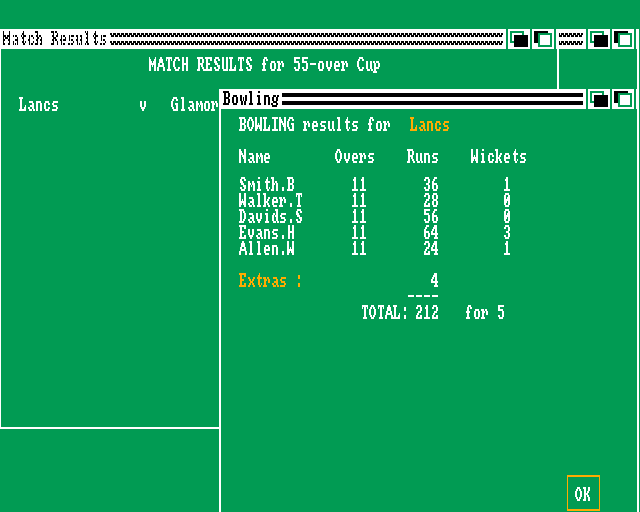 Match Results
MATCH RESULTS for 55-over Cup
Lancs v Glamor
Bowling
BOWLING results for Lancs
Name Overs Runs Wickets
Smith.B 11 36 1
Walker.T 11 28 0
Davids.S 11 56 0
Evans.H 11 64 3
Allen.W 11 24 1
Extras : 4
----
TOTAL: 212 for 5
OK